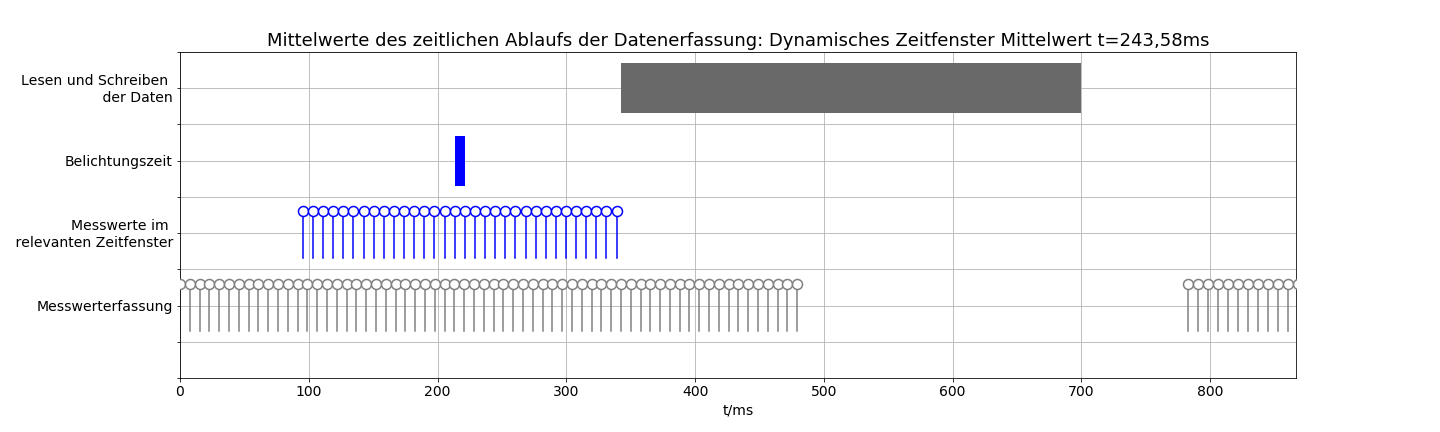 Mittelwerte des zeitlichen Ablaufs der Datenerfassung: Dynamisches Zeitfenster Mittelwert t=243,58ms
Lesen und Schreiben
der Daten
Belichtungszeit
Messwerte im
relevanten Zeitfenster
Messwerterfassung
0 100 200 300 400 500 600 700 800
t/ms